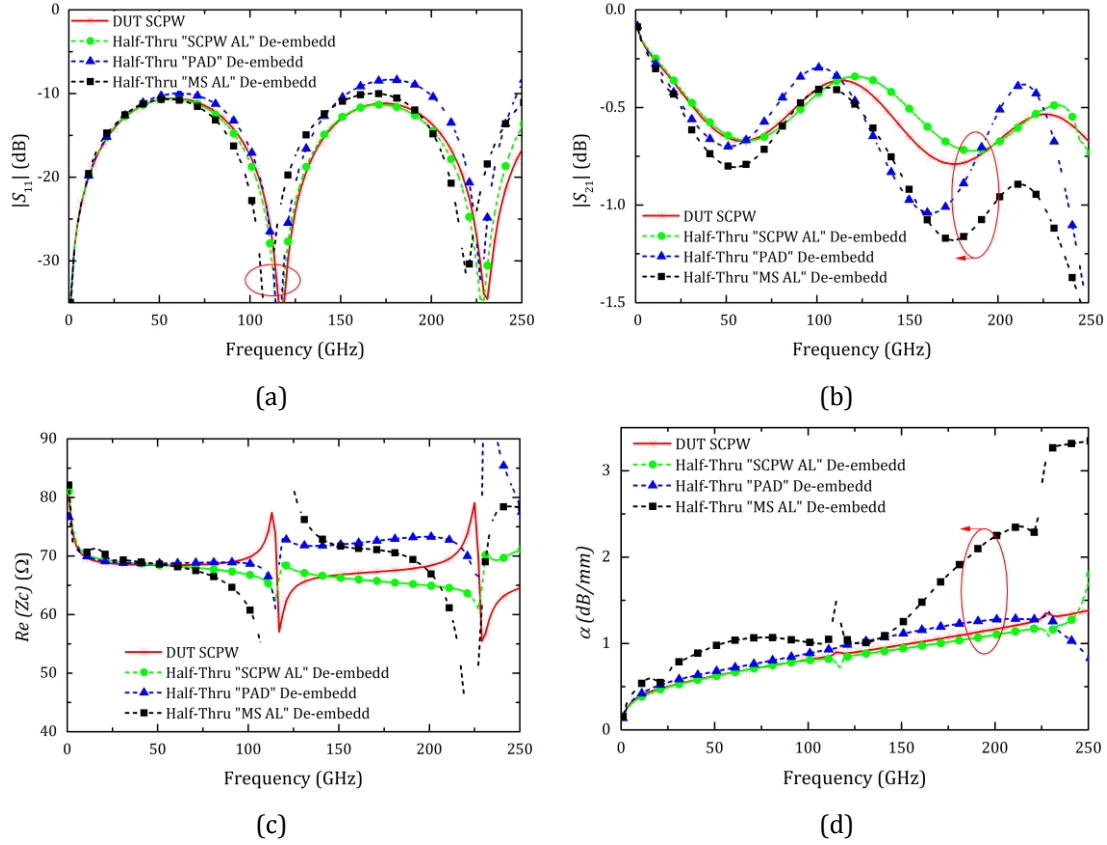 (a)
(b)
DUT SCPW
Half-Thru "SCPW AL" De-embedd
Half-Thru "PAD" De-embedd
Half-Thru "MS AL" De-embedd
|S11| (dB)
0
-10
-20
-30
0 50 100 150 200 250
Frequency (GHz)
(a)
|S21| (dB)
0.0
-0.5
-1.0
-1.5
DUT SCPW
Half-Thru "SCPW AL" De-embedd
Half-Thru "PAD" De-embedd
Half-Thru "MS AL" De-embedd
0 50 100 150 200 250
Frequency (GHz)
(b)
Re (Zc) (Ω)
90
80
70
60
50
40
DUT SCPW
Half-Thru "SCPW AL" De-embedd
Half-Thru "PAD" De-embedd
Half-Thru "MS AL" De-embedd
0 50 100 150 200 250
Frequency (GHz)
(c)
(d)
DUT SCPW
Half-Thru "SCPW AL" De-embedd
Half-Thru "PAD" De-embedd
Half-Thru "MS AL" De-embedd
α (dB/mm)
3
2
1
0
0 50 100 150 200 250
Frequency (GHz)
(d)